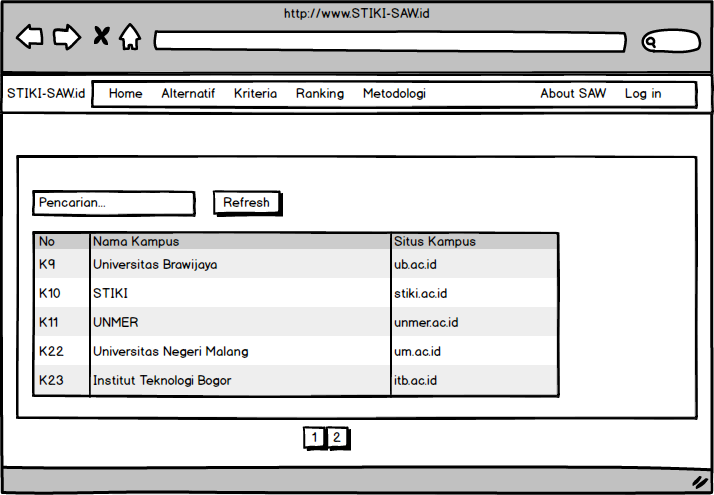 http://www.STIKI-SAW.id
STIKI-SAW.id Home Alternatif Kriteria Ranking Metodologi About SAW Log in
Pencarian... Refresh
No Nama Kampus Situs Kampus
K9 Universitas Brawijaya ub.ac.id
K10 STIKI stiki.ac.id
K11 UNMER unmer.ac.id
K22 Universitas Negeri Malang um.ac.id
K23 Institut Teknologi Bogor itb.ac.id
1 2